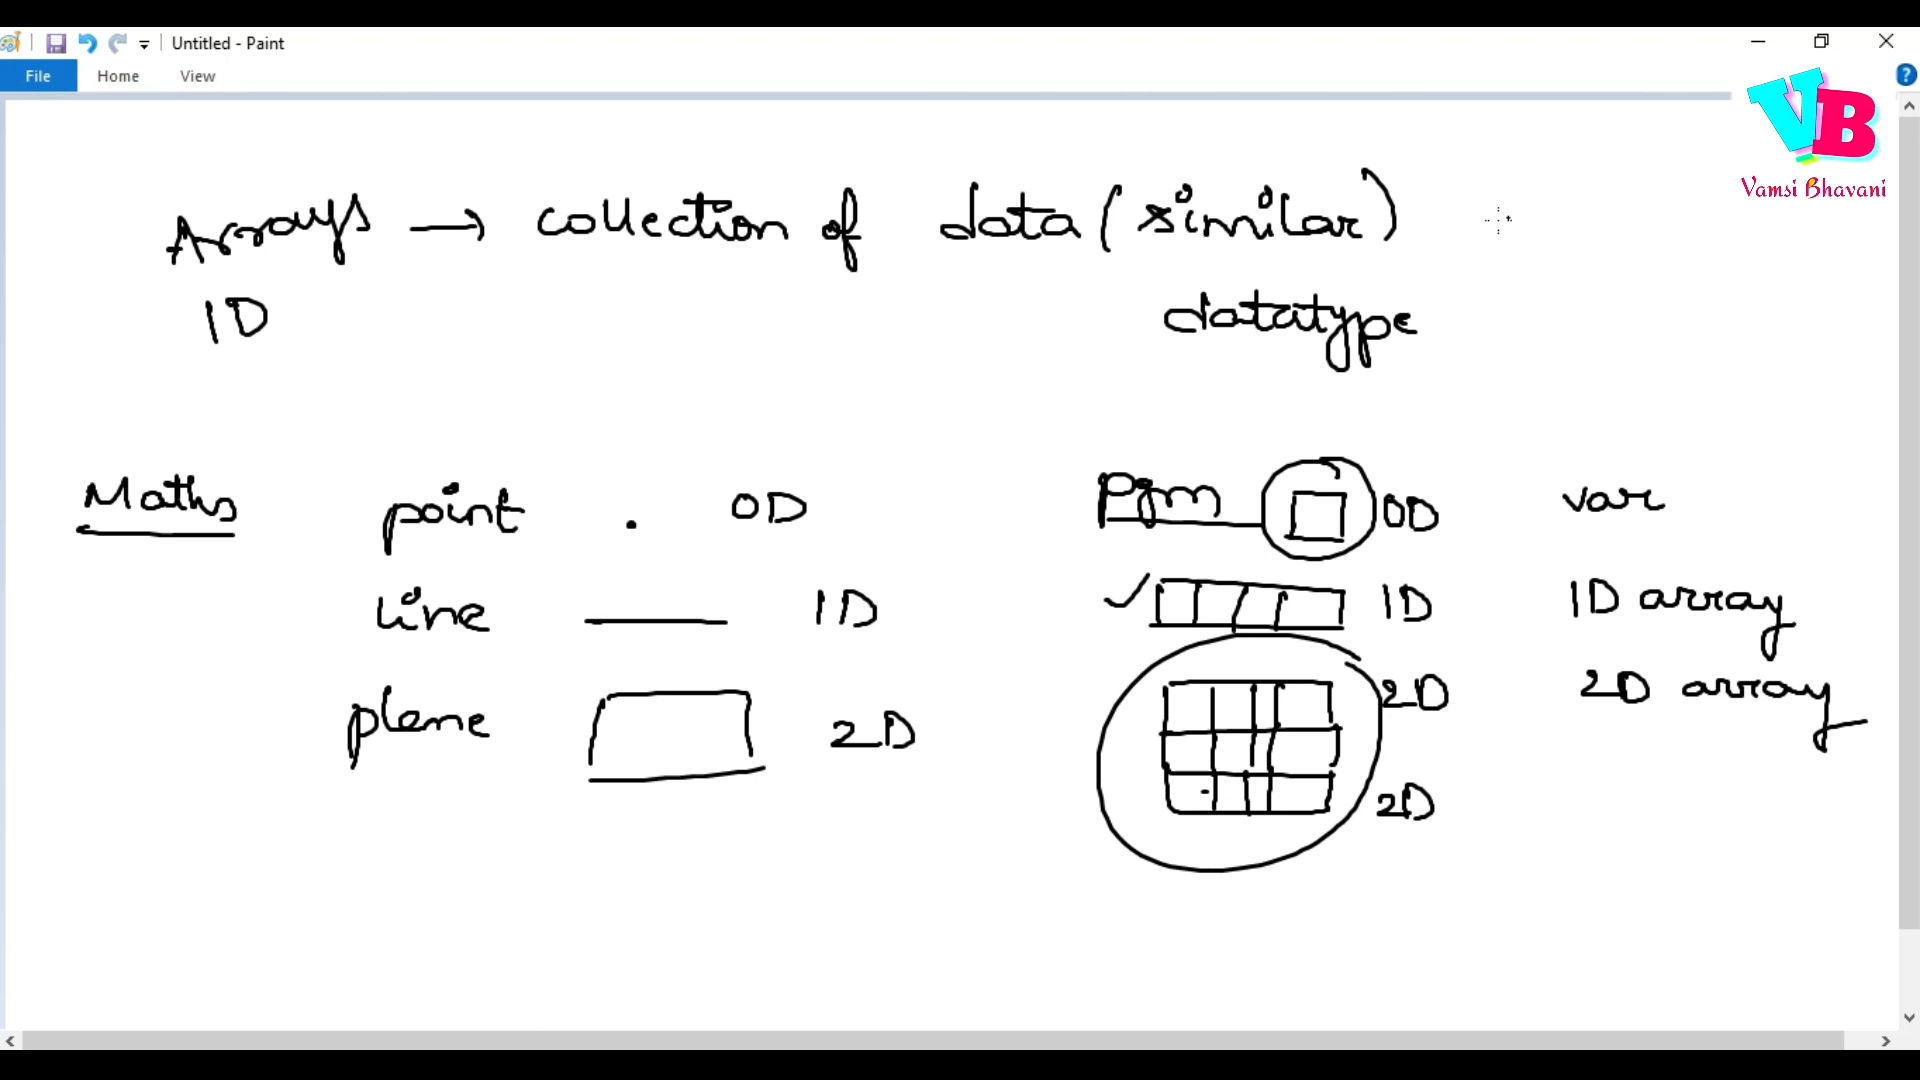 Untitled - Paint
File Home View
VB
Vamsi Bhavani
Arrays → collection of data (similar)
1D datatype
Maths point . 0D Pgm 0D var
line 1D ✓ 1D 1D array
plane 2D 2D 2D array
2D